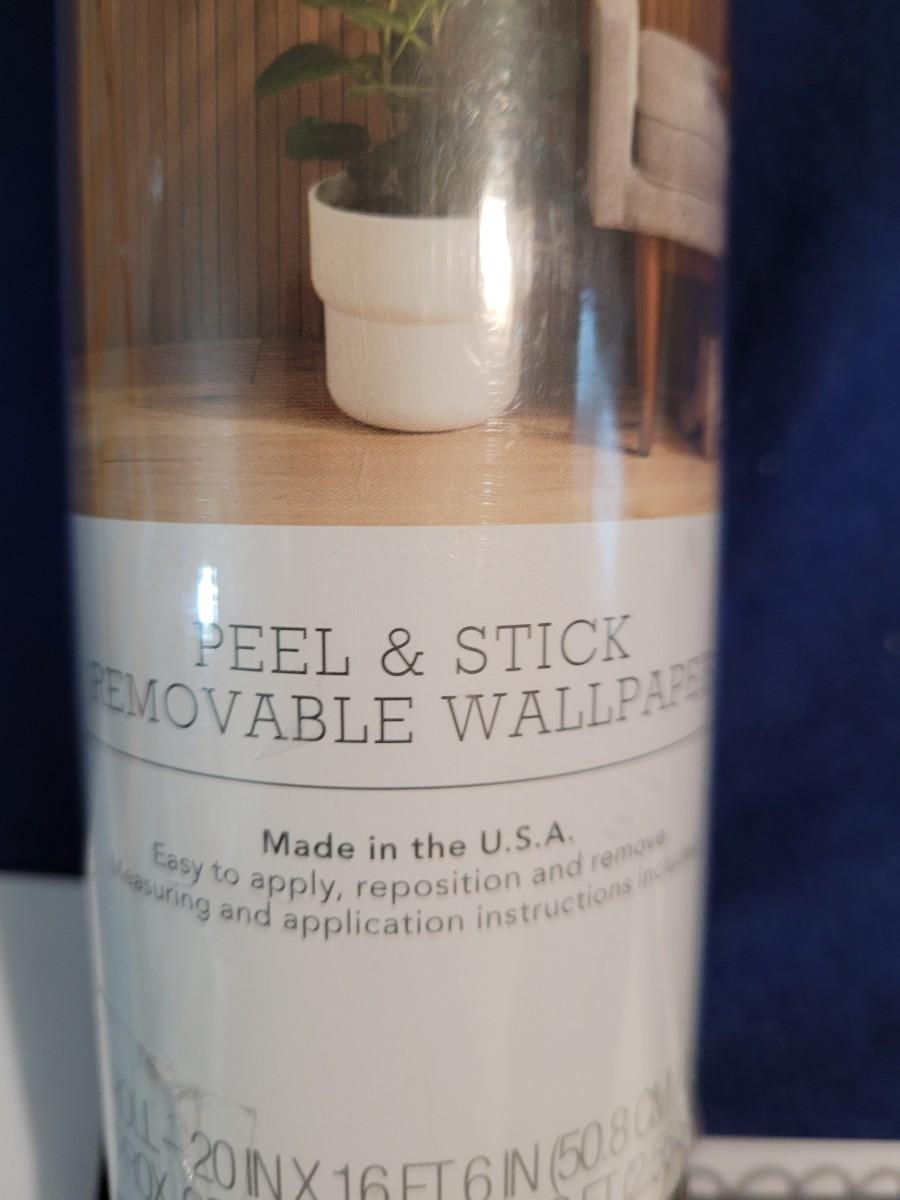 PEEL & STICK
REMOVABLE WALLPAPER
Made in the U.S.A.
Easy to apply, reposition and remove.
Measuring and application instructions
20 IN X 16 FT 6 IN (50.8 CM